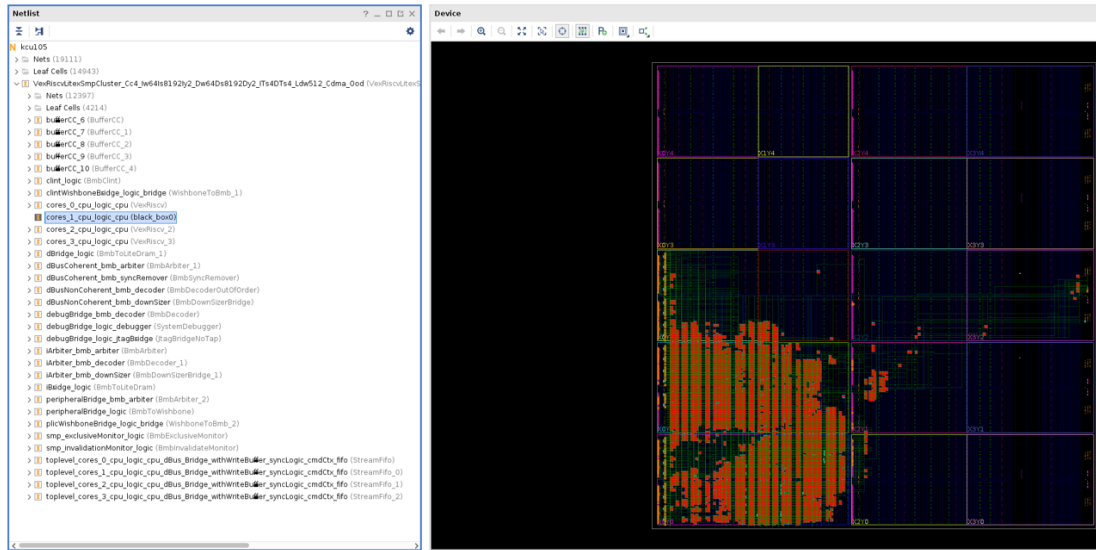 Netlist
kcu105
Nets (19111)
Leaf Cells (14943)
VexRiscvLitexSmpCluster_Cc4_Iw64Is8192Iy2_Dw64Ds8192Dy2_ITs4DTs4_Ldw512_Cdma_Ood (VexRiscvLitexS
Nets (12397)
Leaf Cells (4214)
bufferCC_6 (BufferCC)
bufferCC_7 (BufferCC_1)
bufferCC_8 (BufferCC_2)
bufferCC_9 (BufferCC_3)
bufferCC_10 (BufferCC_4)
clint_logic (BmbClint)
clintWishboneBridge_logic_bridge (WishboneToBmb_1)
cores_0_cpu_logic_cpu (VexRiscv)
cores_1_cpu_logic_cpu (black_box0)
cores_2_cpu_logic_cpu (VexRiscv_2)
cores_3_cpu_logic_cpu (VexRiscv_3)
dBridge_logic (BmbToLiteDram_1)
dBusCoherent_bmb_arbiter (BmbArbiter_1)
dBusCoherent_bmb_syncRemover (BmbSyncRemover)
dBusNonCoherent_bmb_decoder (BmbDecoderOutOfOrder)
dBusNonCoherent_bmb_downSizer (BmbDownSizerBridge)
debugBridge_bmb_decoder (BmbDecoder)
debugBridge_logic_debugger (SystemDebugger)
debugBridge_logic_jtagBridge (JtagBridgeNoTap)
iArbiter_bmb_arbiter (BmbArbiter)
iArbiter_bmb_decoder (BmbDecoder_1)
iArbiter_bmb_downSizer (BmbDownSizerBridge_1)
iBridge_logic (BmbToLiteDram)
peripheralBridge_bmb_arbiter (BmbArbiter_2)
peripheralBridge_logic (BmbToWishbone)
plicWishboneBridge_logic_bridge (WishboneToBmb_2)
smp_exclusiveMonitor_logic (BmbExclusiveMonitor)
smp_invalidationMonitor_logic (BmbInvalidateMonitor)
toplevel_cores_0_cpu_logic_cpu_dBus_Bridge_withWriteBuffer_syncLogic_cmdCtx_fifo (StreamFifo)
toplevel_cores_1_cpu_logic_cpu_dBus_Bridge_withWriteBuffer_syncLogic_cmdCtx_fifo (StreamFifo_0)
toplevel_cores_2_cpu_logic_cpu_dBus_Bridge_withWriteBuffer_syncLogic_cmdCtx_fifo (StreamFifo_1)
toplevel_cores_3_cpu_logic_cpu_dBus_Bridge_withWriteBuffer_syncLogic_cmdCtx_fifo (StreamFifo_2)
Device
X0Y4 X1Y4 X2Y4 X3Y4
X0Y3 X1Y3 X2Y3 X3Y3
X3Y2
X3Y1
X2Y0 X3Y0